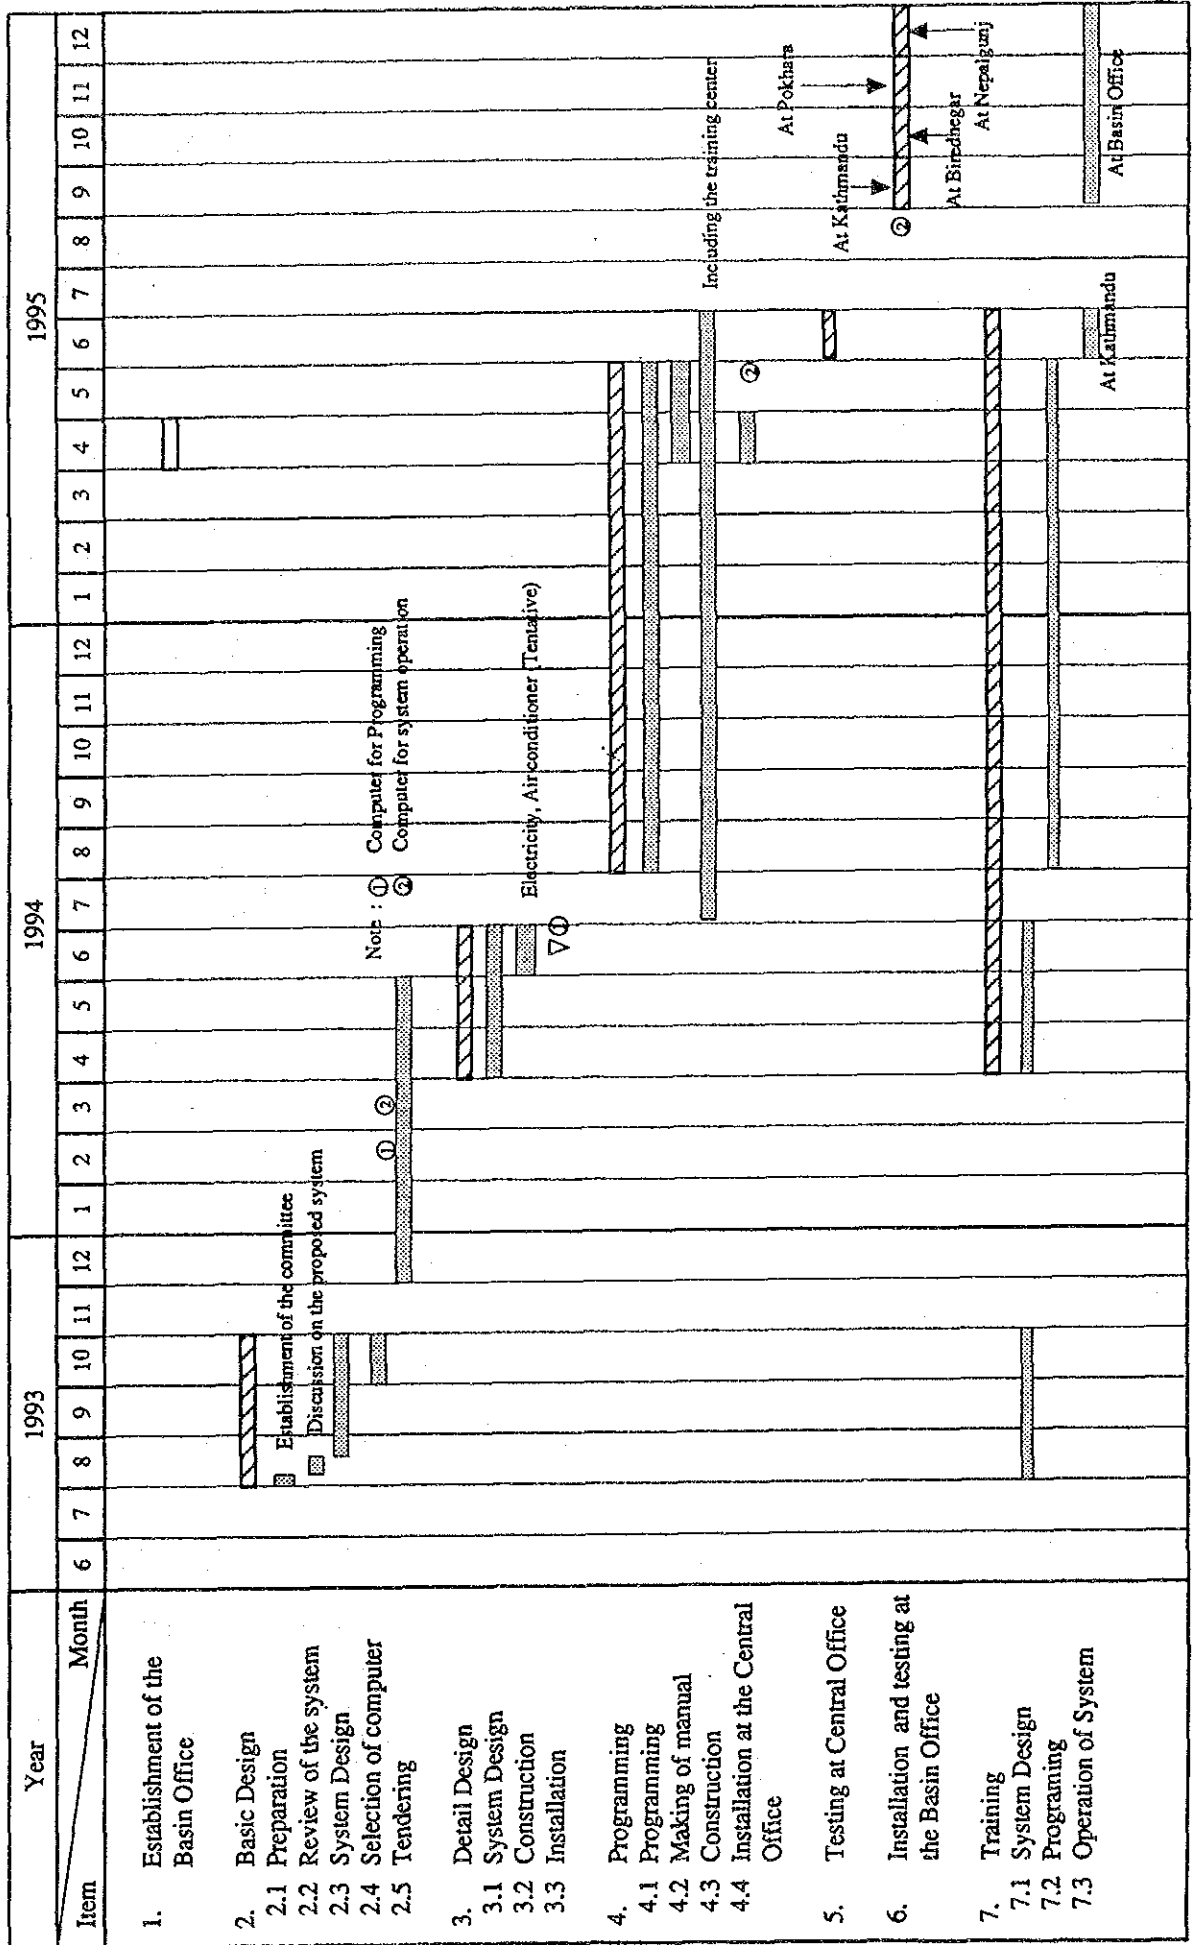 Year 1993 1994 1995
Item Month 6 7 8 9 10 11 12 1 2 3 4 5 6 7 8 9 10 11 12 1 2 3 4 5 6 7 8 9 10 11 12
1. Establishment of the
Basin Office
2. Basic Design
2.1 Preparation Establishment of the committee
2.2 Review of the system Discussion on the proposed system
2.3 System Design
2.4 Selection of computer ① ② Note : ① Computer for Programming
2.5 Tendering ② Computer for system operation
3. Detail Design
3.1 System Design
3.2 Construction Electricity, Airconditioner (Tentative)
3.3 Installation ▽①
4. Programming
4.1 Programming
4.2 Making of manual
4.3 Construction Including the training center
4.4 Installation at the Central ②
Office
At Pokhara
5. Testing at Central Office At Kathmandu
6. Installation and testing at ②
the Basin Office At Birednegar
At Nepalgunj
7. Training
7.1 System Design
7.2 Programing
7.3 Operation of System
At Kathmandu At Basin Office